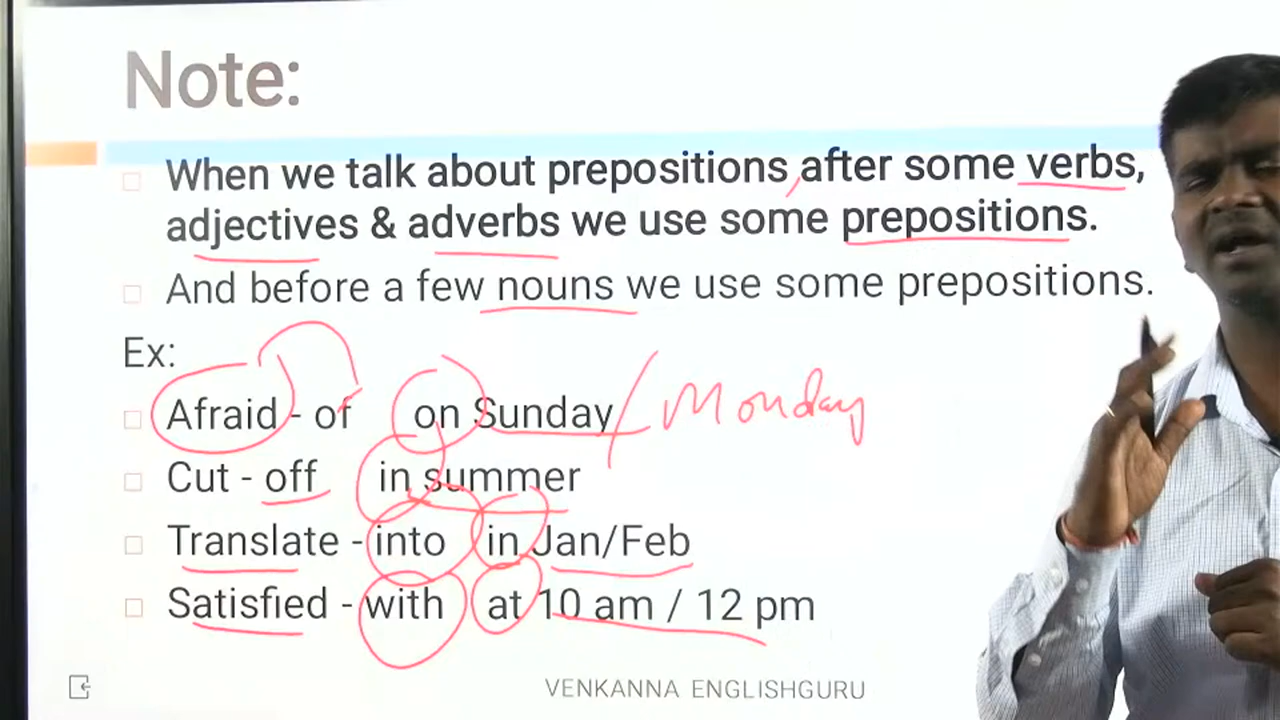 Note:
When we talk about prepositions, after some verbs,
adjectives & adverbs we use some prepositions.
And before a few nouns we use some prepositions.
Ex:
Afraid - of on Sunday / Monday
Cut - off in summer
Translate - into in Jan/Feb
Satisfied - with at 10 am / 12 pm
VENKANNA ENGLISHGURU